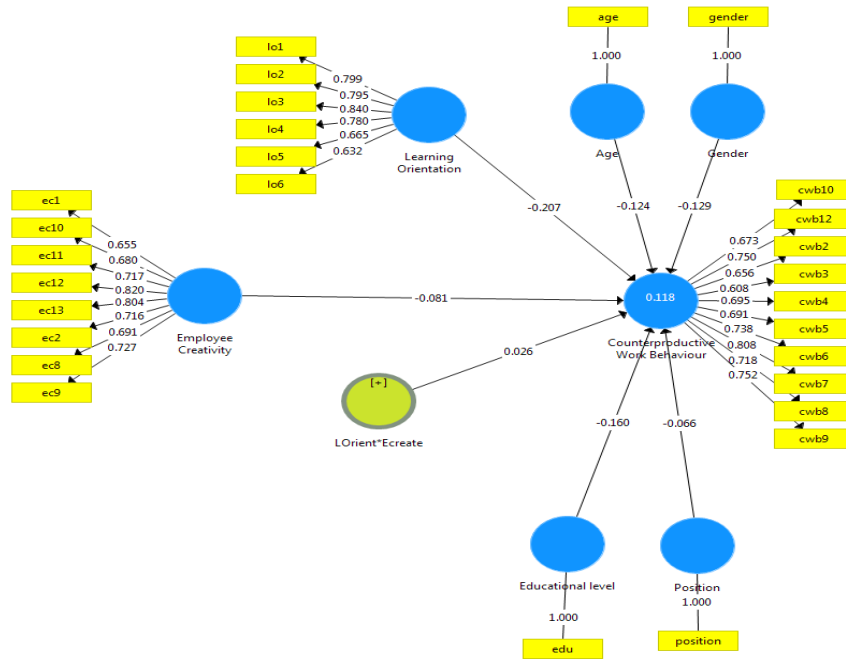 age
gender
1.000
1.000
lo1
lo2
lo3
lo4
lo5
lo6
0.799
0.795
0.840
0.780
0.665
0.632
Learning
Orientation
Age
Gender
-0.207
-0.124
-0.129
ec1
ec10
ec11
ec12
ec13
ec2
ec8
ec9
0.655
0.680
0.717
0.820
0.804
0.716
0.691
0.727
Employee
Creativity
-0.081
0.118
Counterproductive
Work Behaviour
cwb10
cwb12
cwb2
cwb3
cwb4
cwb5
cwb6
cwb7
cwb8
cwb9
0.673
0.750
0.656
0.608
0.695
0.691
0.738
0.808
0.718
0.752
0.026
[+]
LOrient*Ecreate
-0.160
-0.066
Educational level
Position
1.000
1.000
edu
position